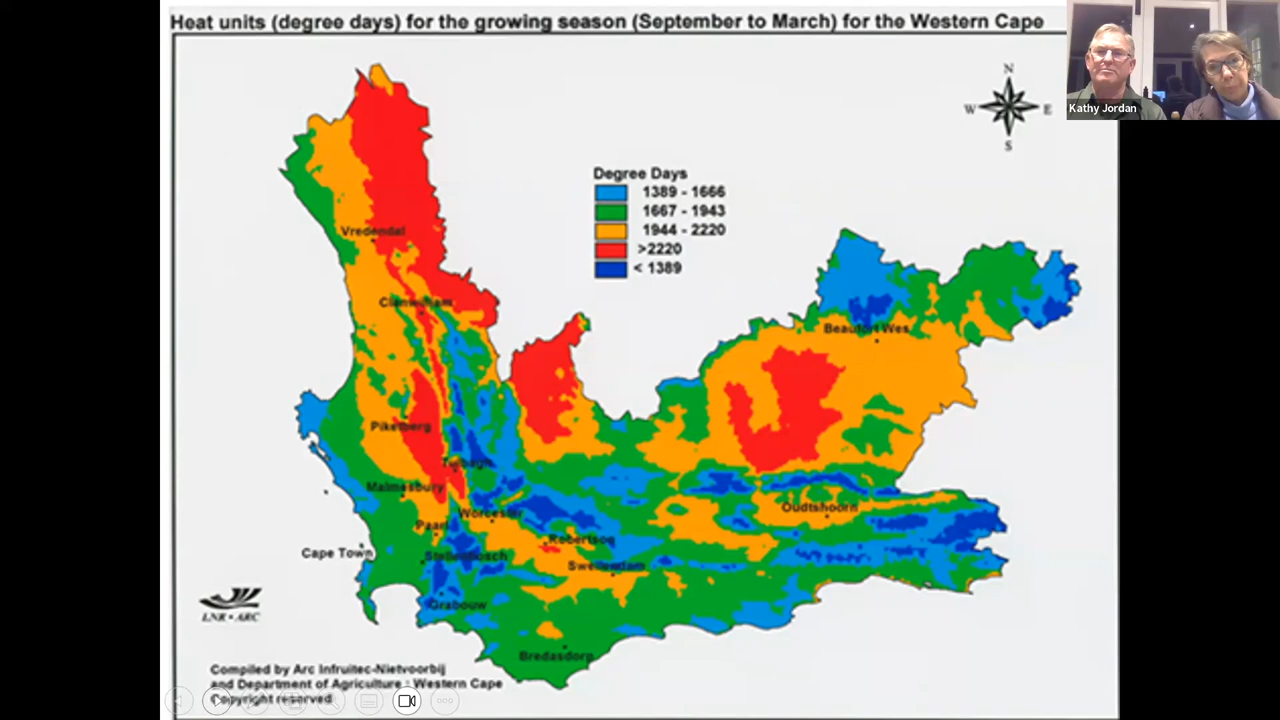 Heat units (degree days) for the growing season (September to March) for the Western Cape
Kathy Jordan
N
W E
S
Degree Days
1389 - 1666
1667 - 1943
1944 - 2220
>2220
< 1389
Vredendal
Clanwilliam
Beaufort Wes
Piketberg
Tulbagh
Malmesbury
Oudtshoorn
Worcester
Paarl
Robertson
Cape Town
Stellenbosch
Swellendam
Grabouw
LNR • ARC
Bredasdorp
Compiled by Arc Infruitec-Nietvoorbij
and Department of Agriculture : Western Cape
Copyright reserved